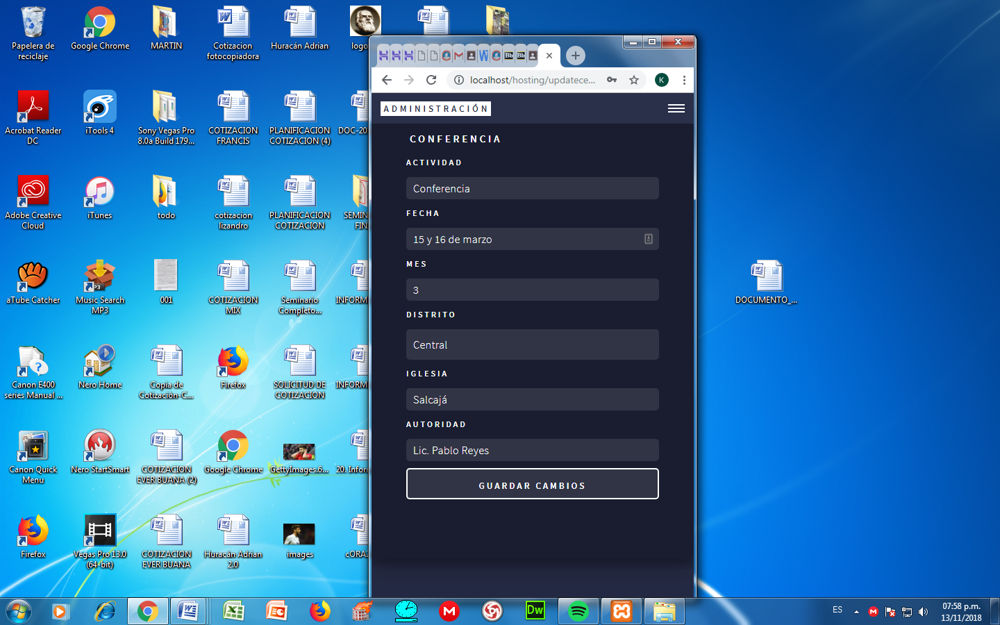 Papelera de
reciclaje
Google Chrome
MARTIN
Cotizacion
fotocopiadora
Huracán Adrian
logo
Acrobat Reader
DC
iTools 4
Sony Vegas Pro
8.0a Build 179...
COTIZACION
FRANCIS
PLANIFICACION
COTIZACION (4)
Adobe Creative
Cloud
iTunes
todo
cotizacion
lizandro
PLANIFICACION
COTIZACION
SEMIN
FIN
aTube Catcher
Music Search
MP3
001
COTIZACION
MIX
Seminario
Completo...
INFORM
Canon E400
series Manual ...
Nero Home
Copia de
Cotización-C...
Firefox
SOLICITUD DE
COTIZACION
INFORM
Canon Quick
Menu
Nero StartSmart
COTIZACION
EVER BUANA (2)
Google Chrome
GettyImages.6...
20. Infor
Firefox
Vegas Pro 13.0
(64-bit)
COTIZACION
EVER BUANA
Huracán Adrian
2.0
images
cORA
DOCUMENTO_...
Bb
Bb
localhost/hosting/updatece...
K
ADMINISTRACIÓN
CONFERENCIA
ACTIVIDAD
Conferencia
FECHA
15 y 16 de marzo
MES
3
DISTRITO
Central
IGLESIA
Salcajá
AUTORIDAD
Lic. Pablo Reyes
GUARDAR CAMBIOS
Dw
ES
07:58 p.m.
13/11/2018